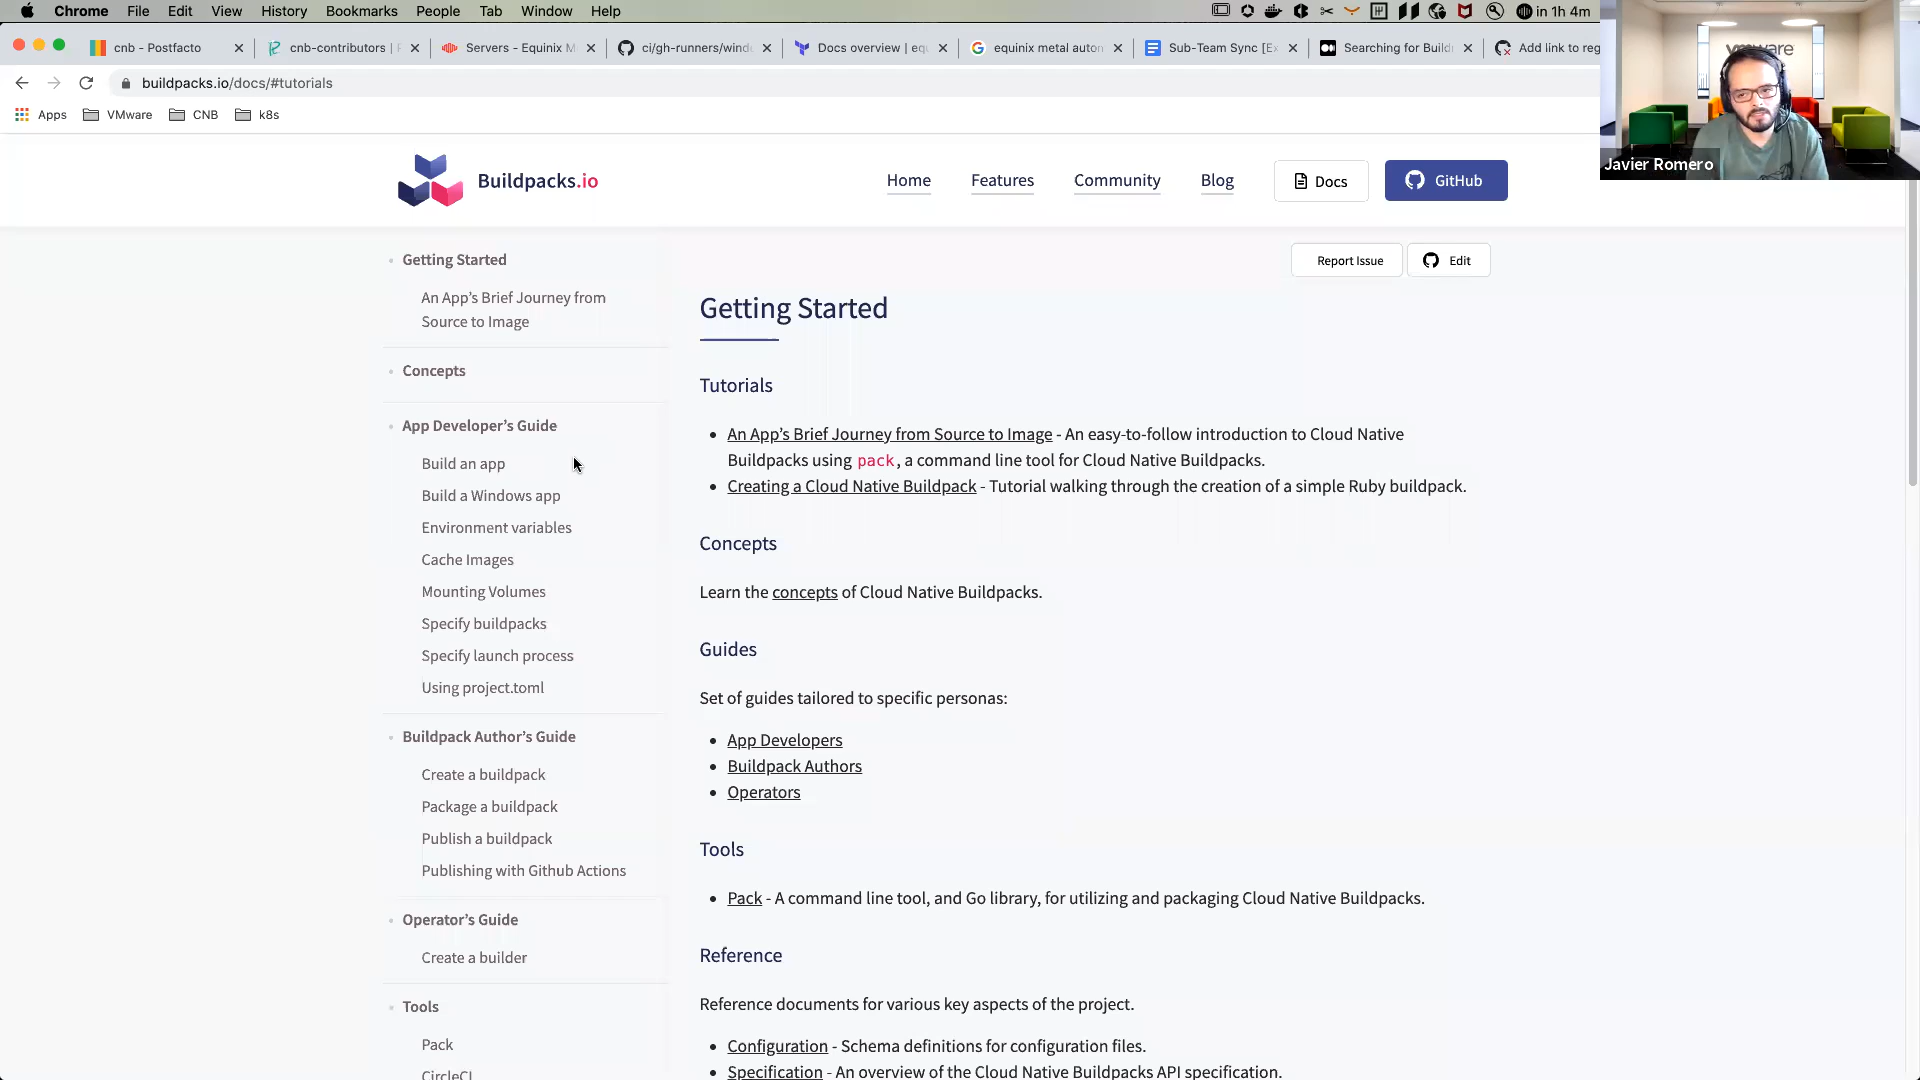 Chrome File Edit View History Bookmarks People Tab Window Help in 1h 4m
cnb - Postfacto cnb-contributors | Servers - Equinix M ci/gh-runners/wind Docs overview | eq equinix metal auton Sub-Team Sync [Ex Searching for Build Add link to reg
buildpacks.io/docs/#tutorials
Apps VMware CNB k8s
vmware
Javier Romero
Buildpacks.io
Home Features Community Blog Docs GitHub
Report Issue Edit
Getting Started
An App's Brief Journey from
Source to Image
Concepts
App Developer's Guide
Build an app
Build a Windows app
Environment variables
Cache Images
Mounting Volumes
Specify buildpacks
Specify launch process
Using project.toml
Buildpack Author's Guide
Create a buildpack
Package a buildpack
Publish a buildpack
Publishing with Github Actions
Operator's Guide
Create a builder
Tools
Pack
CircleCI
Getting Started
Tutorials
An App's Brief Journey from Source to Image - An easy-to-follow introduction to Cloud Native
Buildpacks using pack, a command line tool for Cloud Native Buildpacks.
Creating a Cloud Native Buildpack - Tutorial walking through the creation of a simple Ruby buildpack.
Concepts
Learn the concepts of Cloud Native Buildpacks.
Guides
Set of guides tailored to specific personas:
App Developers
Buildpack Authors
Operators
Tools
Pack - A command line tool, and Go library, for utilizing and packaging Cloud Native Buildpacks.
Reference
Reference documents for various key aspects of the project.
Configuration - Schema definitions for configuration files.
Specification - An overview of the Cloud Native Buildpacks API specification.